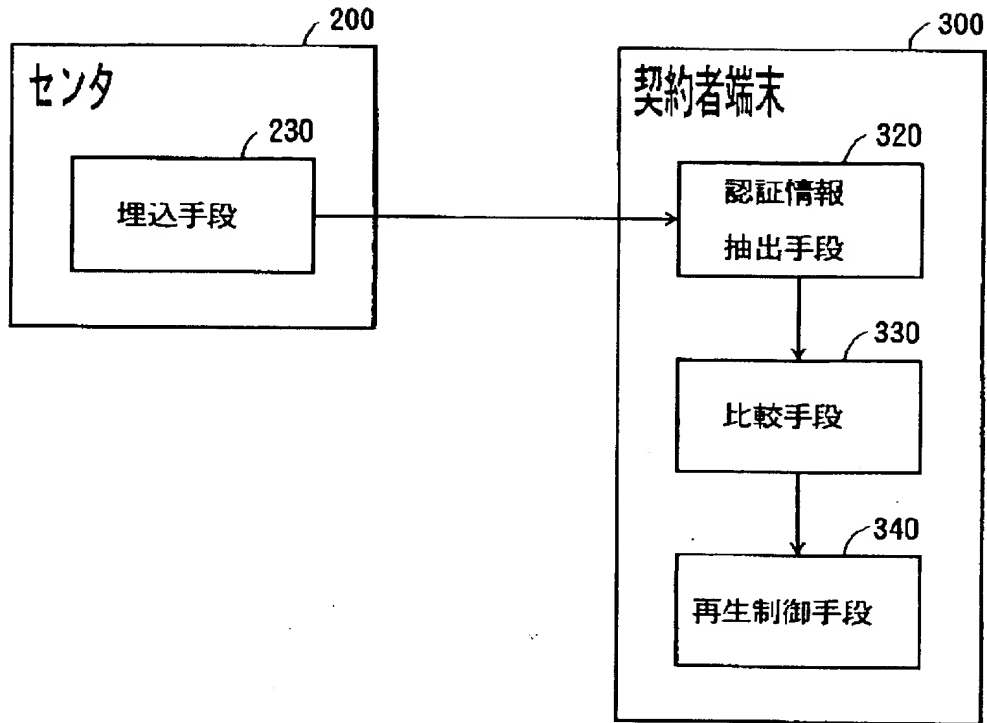 200
センタ
230
埋込手段
300
契約者端末
320
認証情報
抽出手段
330
比較手段
340
再生制御手段